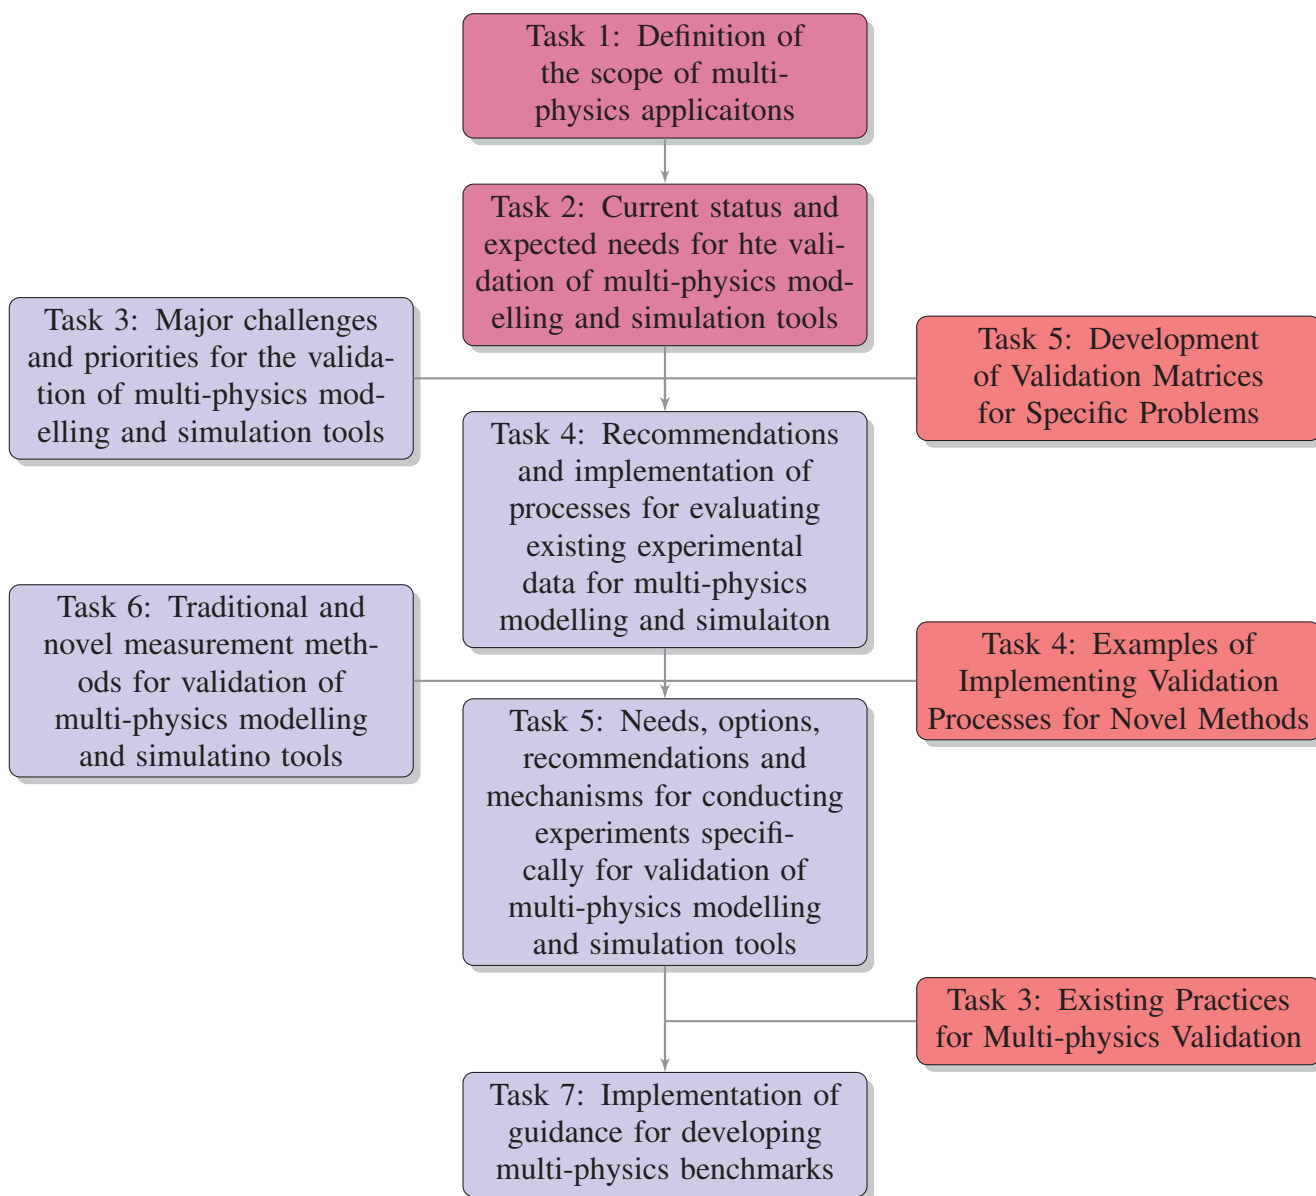 Task 1: Definition of
the scope of multi-
physics applicaitons
Task 2: Current status and
expected needs for hte vali-
dation of multi-physics mod-
elling and simulation tools
Task 3: Major challenges
and priorities for the valida-
tion of multi-physics mod-
elling and simulation tools
Task 5: Development
of Validation Matrices
for Specific Problems
Task 4: Recommendations
and implementation of
processes for evaluating
existing experimental
data for multi-physics
modelling and simulaiton
Task 6: Traditional and
novel measurement meth-
ods for validation of
multi-physics modelling
and simulatino tools
Task 4: Examples of
Implementing Validation
Processes for Novel Methods
Task 5: Needs, options,
recommendations and
mechanisms for conducting
experiments specifi-
cally for validation of
multi-physics modelling
and simulation tools
Task 3: Existing Practices
for Multi-physics Validation
Task 7: Implementation of
guidance for developing
multi-physics benchmarks